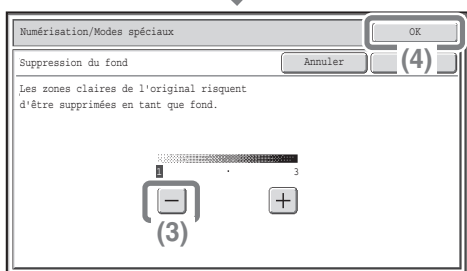 Numérisation/Modes spéciaux
OK
Suppression du fond
Annuler
(4)
Les zones claires de l'original risquent
d'être supprimées en tant que fond.
1
3
(3)